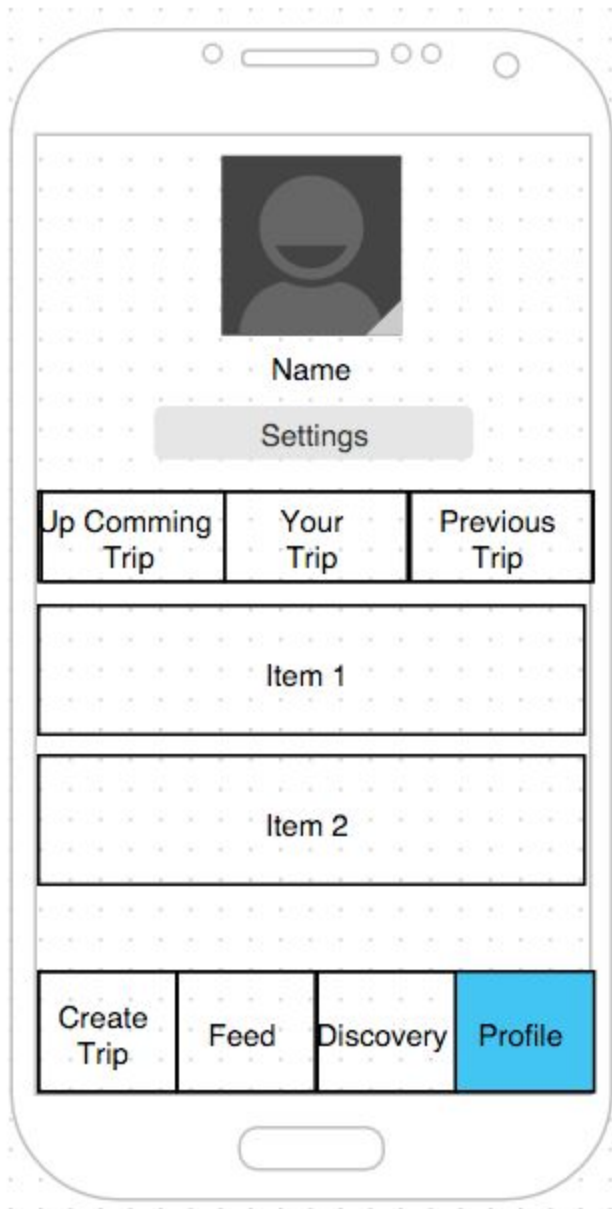 Name
Settings
Up Comming
Trip
Your
Trip
Previous
Trip
Item 1
Item 2
Create
Trip
Feed
Discovery
Profile